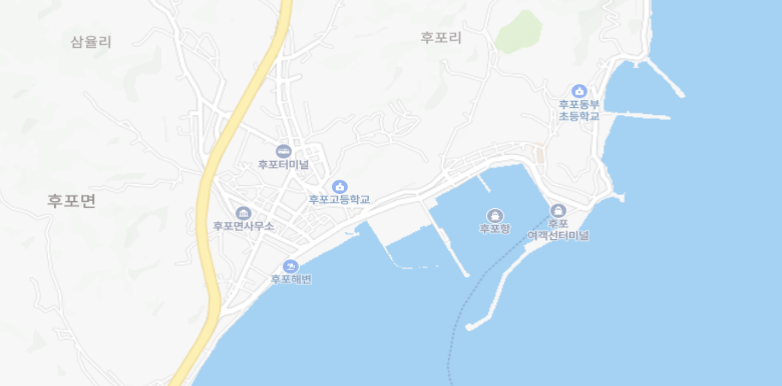 삼율리
후포리
후포동부
초등학교
후포터미널
후포고등학교
후포면
후포면사무소
후포항
후포
여객선터미널
후포해변